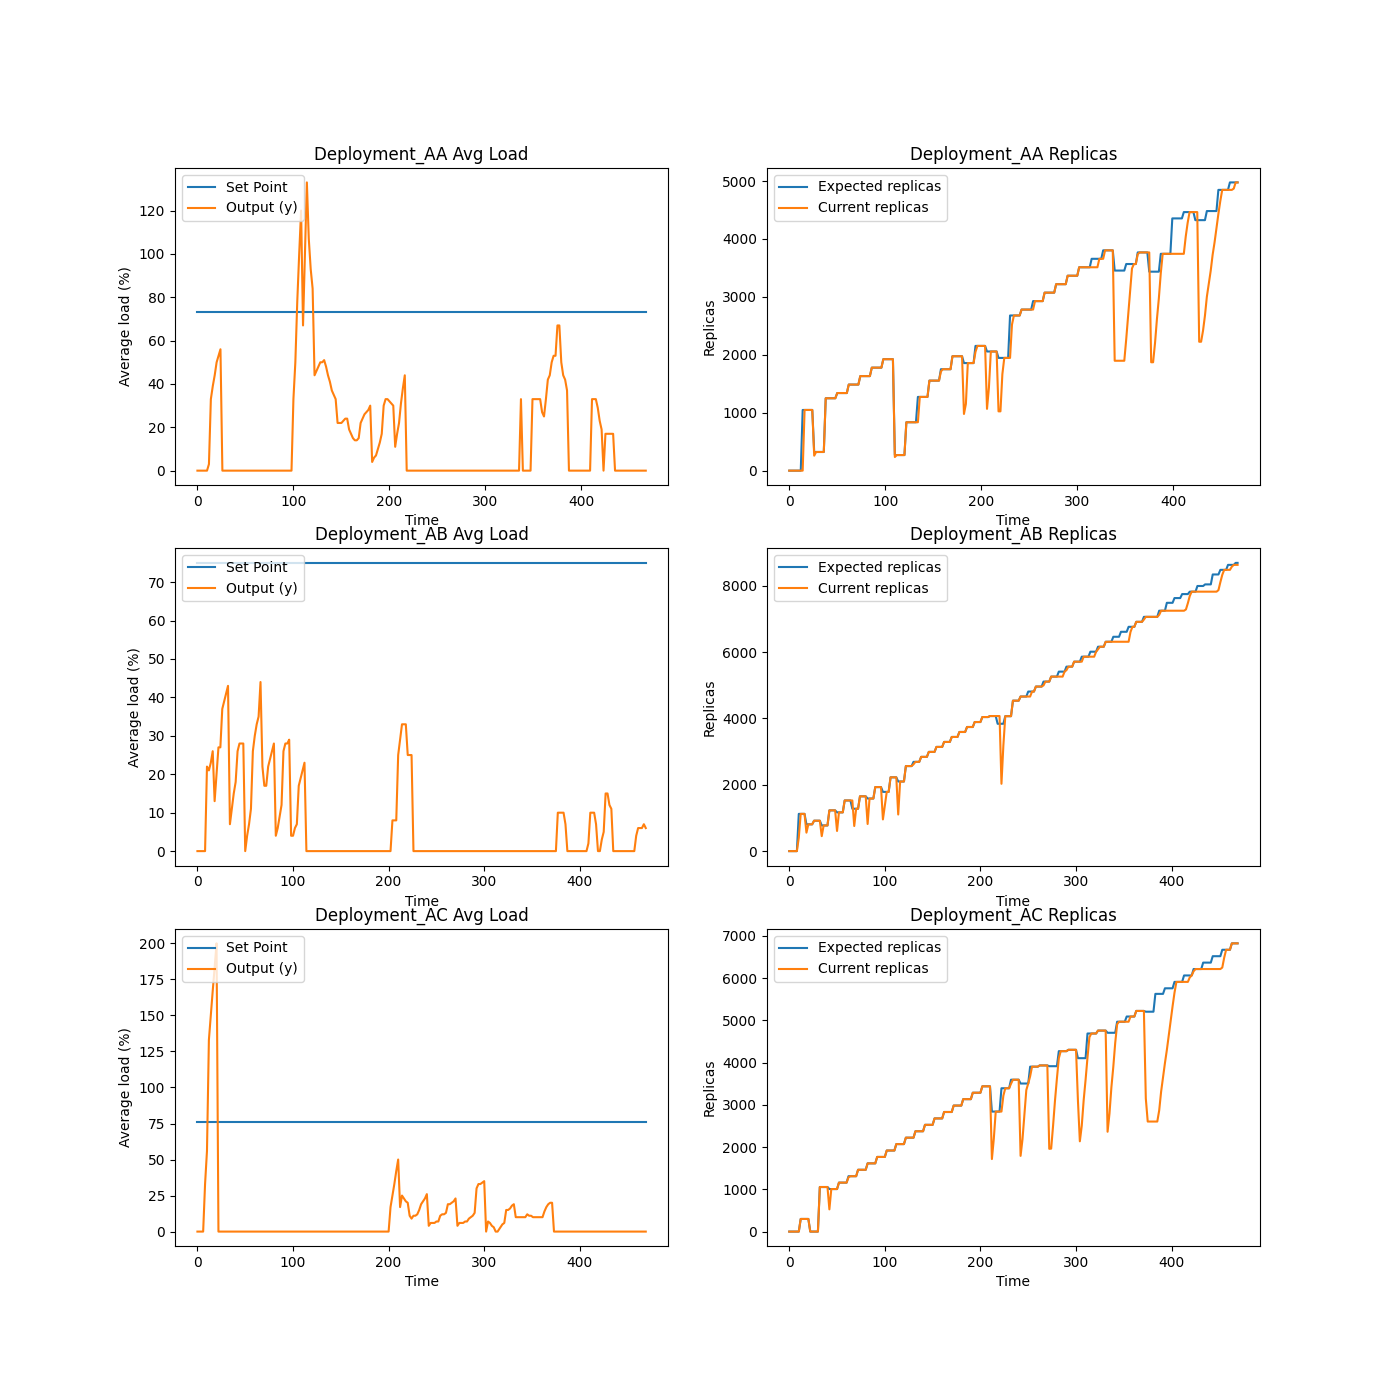 Deployment_AA Avg Load
Set Point
Output (y)
Average load (%)
120
100
80
60
40
20
0
0 100 200 300 400
Time
Deployment_AA Replicas
Expected replicas
Current replicas
Replicas
5000
4000
3000
2000
1000
0
0 100 200 300 400
Time
Deployment_AB Avg Load
Set Point
Output (y)
Average load (%)
70
60
50
40
30
20
10
0
0 100 200 300 400
Time
Deployment_AB Replicas
Expected replicas
Current replicas
Replicas
8000
6000
4000
2000
0
0 100 200 300 400
Time
Deployment_AC Avg Load
Set Point
Output (y)
Average load (%)
200
175
150
125
100
75
50
25
0
0 100 200 300 400
Time
Deployment_AC Replicas
Expected replicas
Current replicas
Replicas
7000
6000
5000
4000
3000
2000
1000
0
0 100 200 300 400
Time